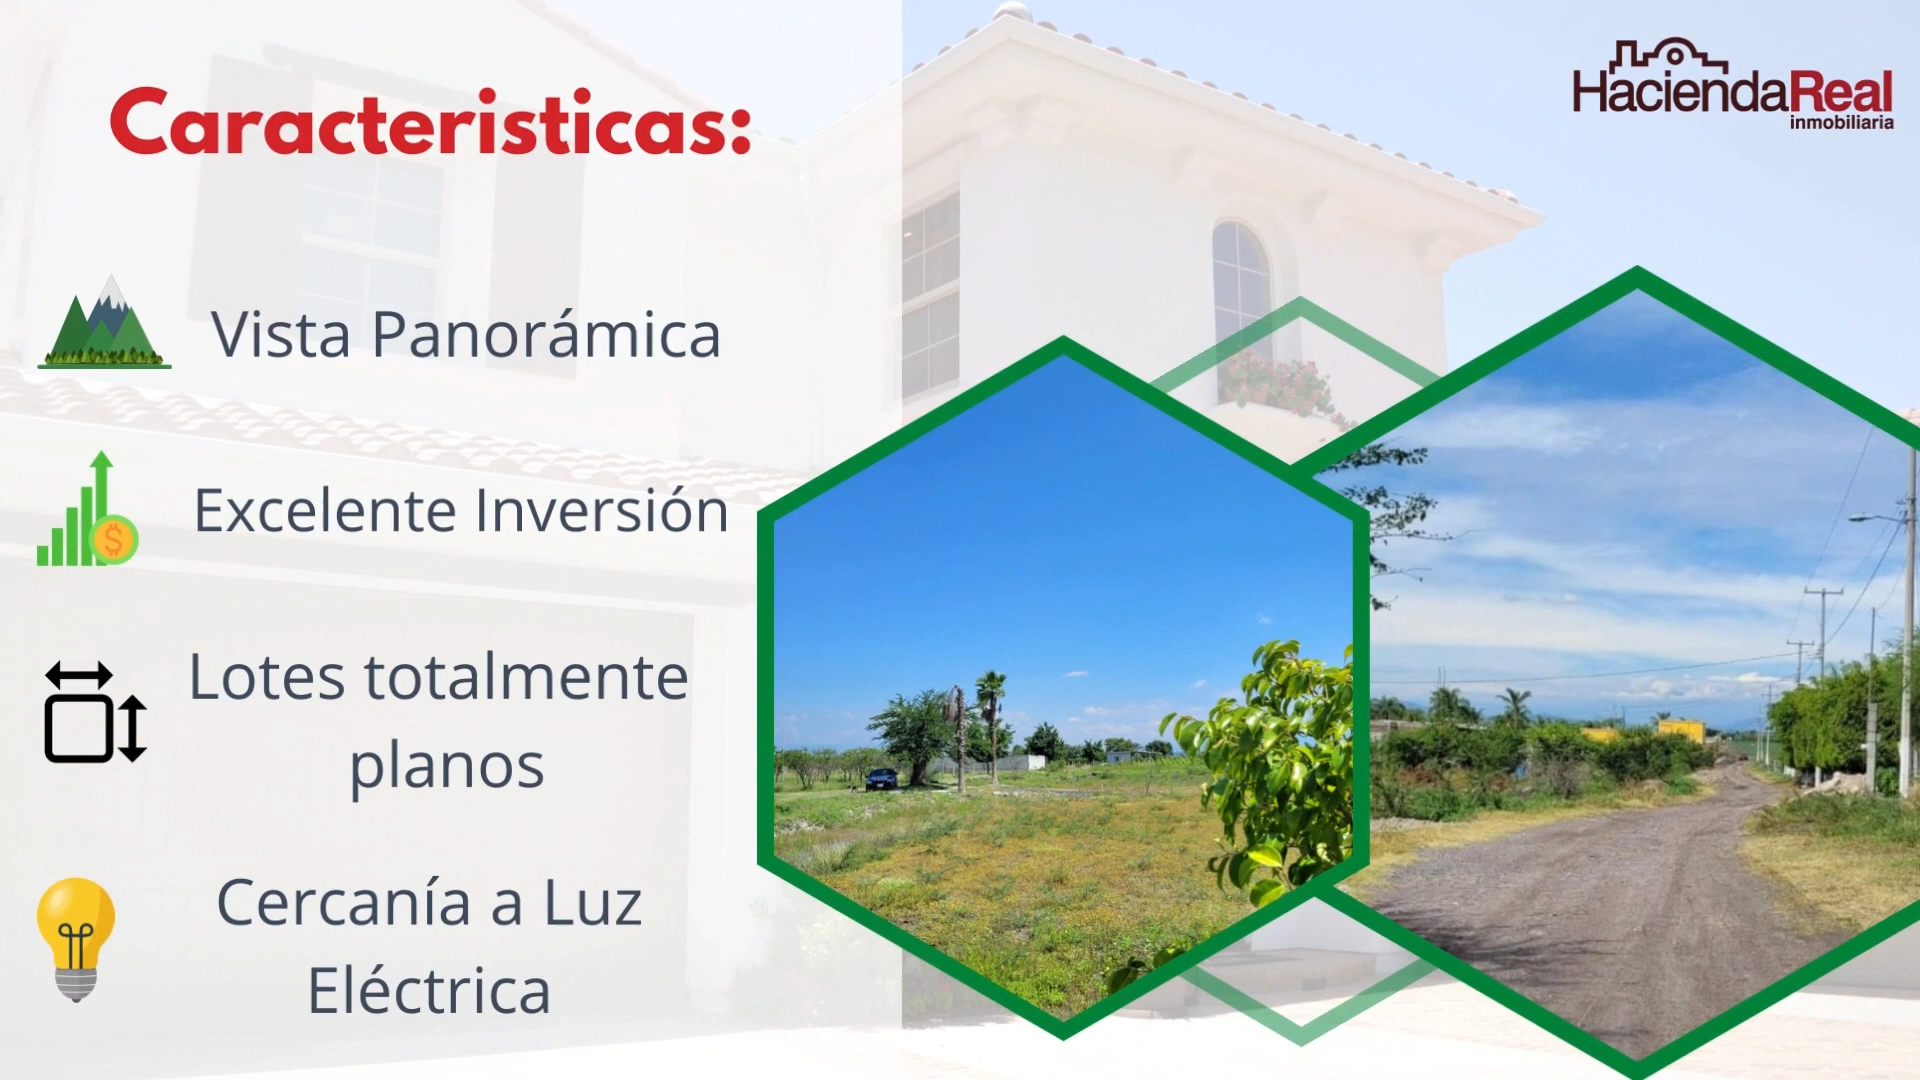 Caracteristicas:
HaciendaReal
inmobiliaria
Vista Panorámica
Excelente Inversión
$
Lotes totalmente
planos
Cercanía a Luz
Eléctrica